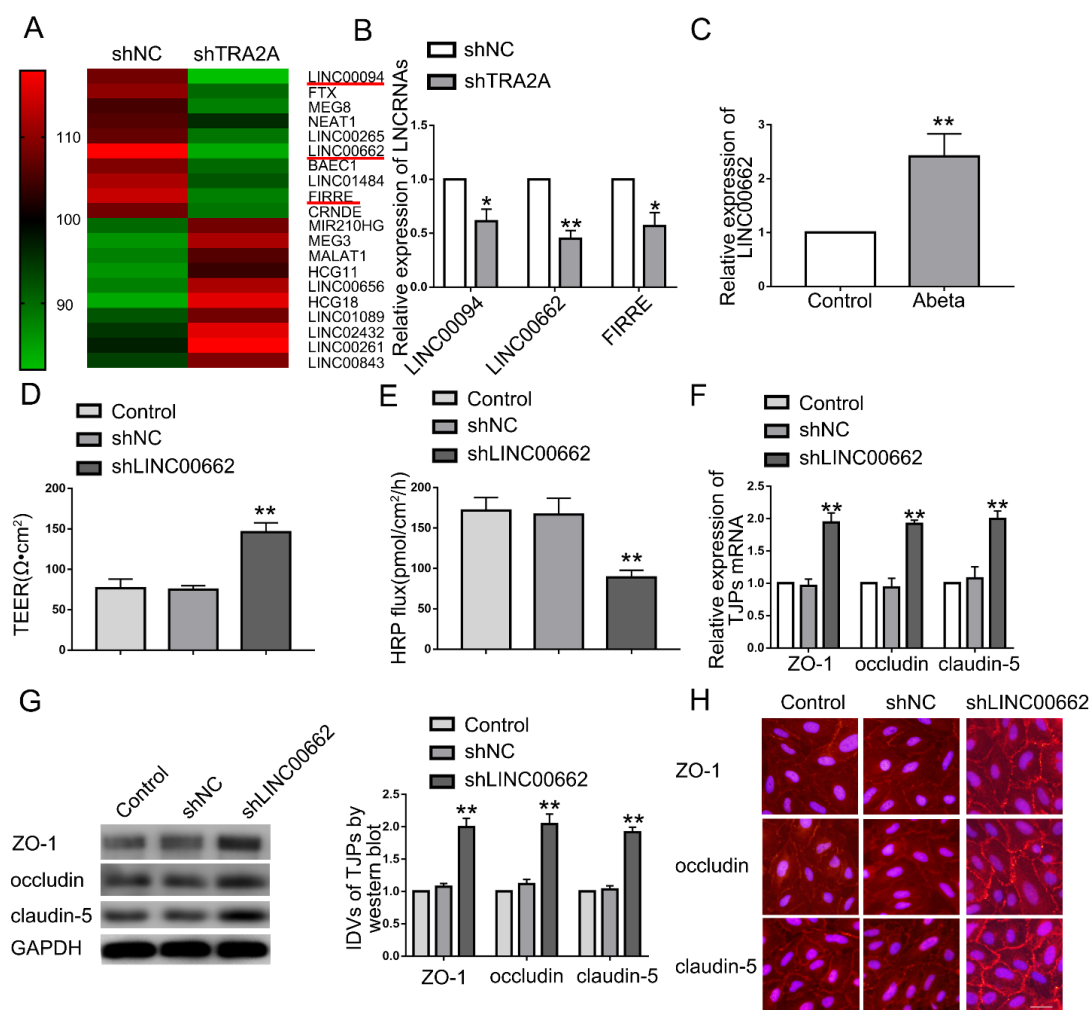 A
shNC shTRA2A
110
100
90
LINC00094
FTX
MEG8
NEAT1
LINC00265
LINC00662
BAEC1
LINC01484
FIRRE
CRNDE
MIR210HG
MEG3
MALAT1
HCG11
LINC00656
HCG18
LINC01089
LINC02432
LINC00261
LINC00843
B
shNC
shTRA2A
Relative expression of LNCRNAs
1.5
1.0
0.5
0.0
* ** *
LINC00094 LINC00662 FIRRE
C
Relative expression of
LINC00662
3
2
1
0
**
Control Abeta
D
Control
shNC
shLINC00662
TEER(Ω•cm²)
200
150
100
50
0
**
E
Control
shNC
shLINC00662
HRP flux(pmol/cm²/h)
200
150
100
50
0
**
F
Control
shNC
shLINC00662
Relative expression of
TJPs mRNA
2.5
2.0
1.5
1.0
0.5
0.0
** ** **
ZO-1 occludin claudin-5
G
Control shNC shLINC00662
ZO-1
occludin
claudin-5
GAPDH
Control
shNC
shLINC00662
IDVs of TJPs by
western blot
2.5
2.0
1.5
1.0
0.5
0.0
** ** **
ZO-1 occludin claudin-5
H
Control shNC shLINC00662
ZO-1
occludin
claudin-5